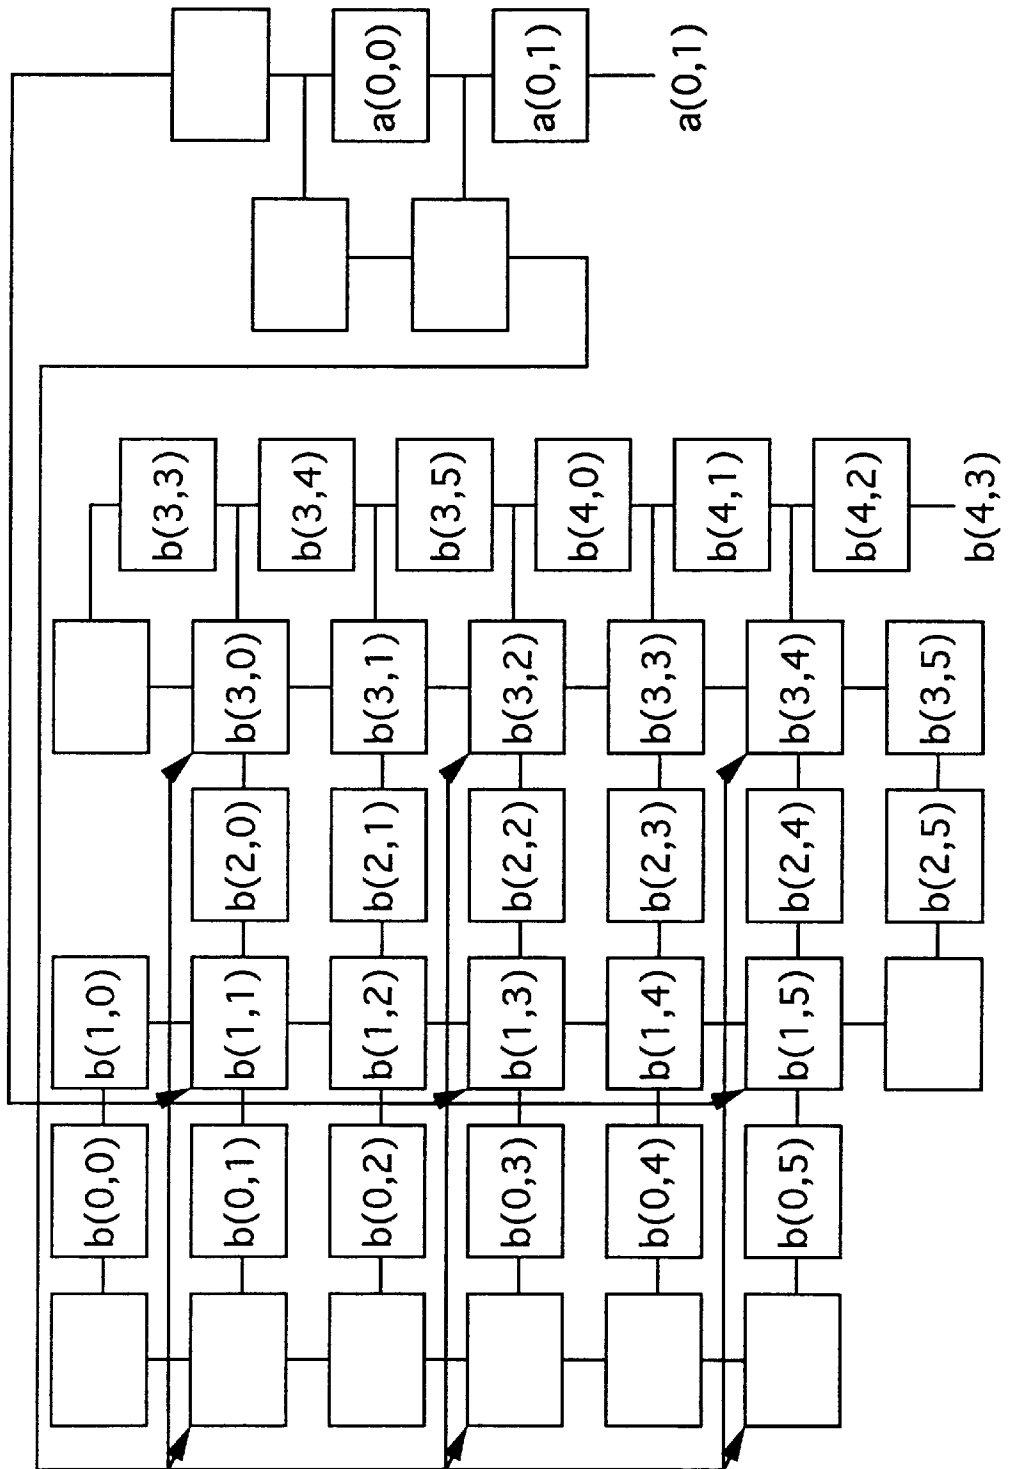 b(0,0) b(1,0)
b(3,3)
b(0,1) b(1,1) b(2,0) b(3,0)
b(3,4)
b(0,2) b(1,2) b(2,1) b(3,1) a(0,0)
b(3,5)
b(0,3) b(1,3) b(2,2) b(3,2)
a(0,1)
b(4,0)
b(0,4) b(1,4) b(2,3) b(3,3)
a(0,1)
b(4,1)
b(0,5) b(1,5) b(2,4) b(3,4)
b(4,2)
b(2,5) b(3,5)
b(4,3)